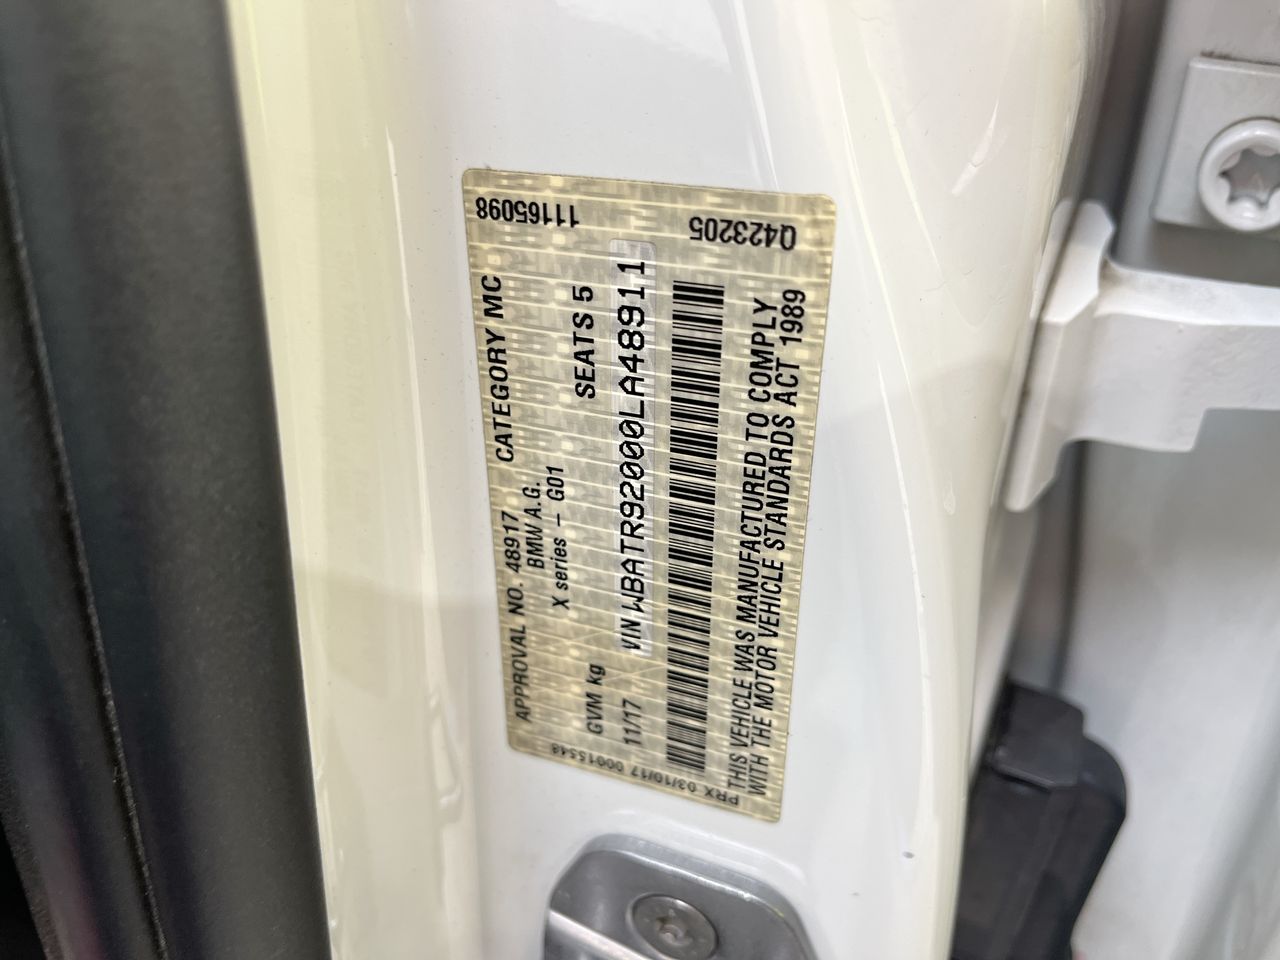 11165098
Q423205
APPROVAL NO. 48917 CATEGORY MC
BMW A.G.
X series – G01
GVM kg SEATS 5
11/17 VIN WBATR92000LA48911
THIS VEHICLE WAS MANUFACTURED TO COMPLY
WITH THE MOTOR VEHICLE STANDARDS ACT 1989
PRX 03/10/17 00015548